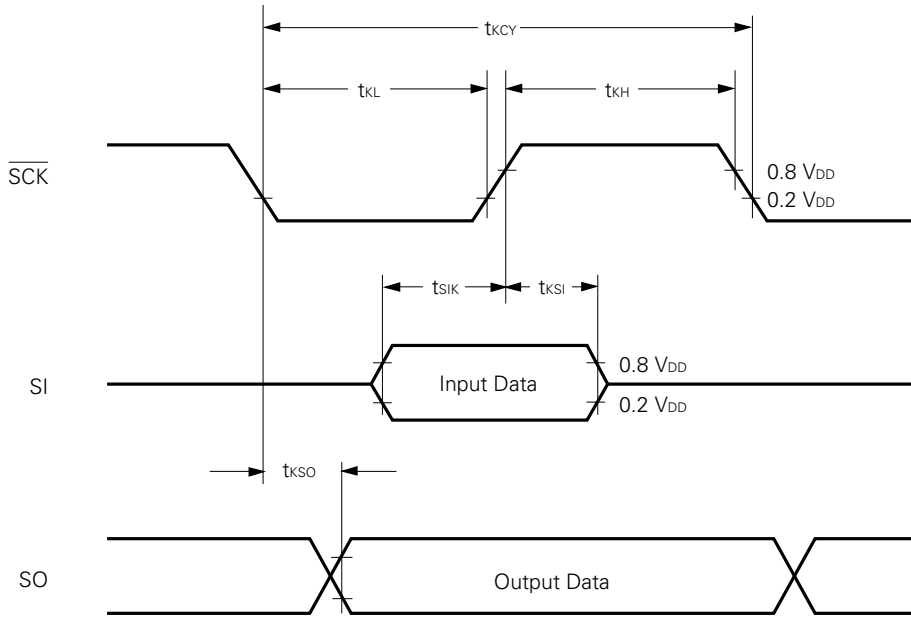 tKCY
tKL
tKH
SCK
0.8 VDD
0.2 VDD
tSIK
tKSI
SI
Input Data
0.8 VDD
0.2 VDD
tKSO
SO
Output Data